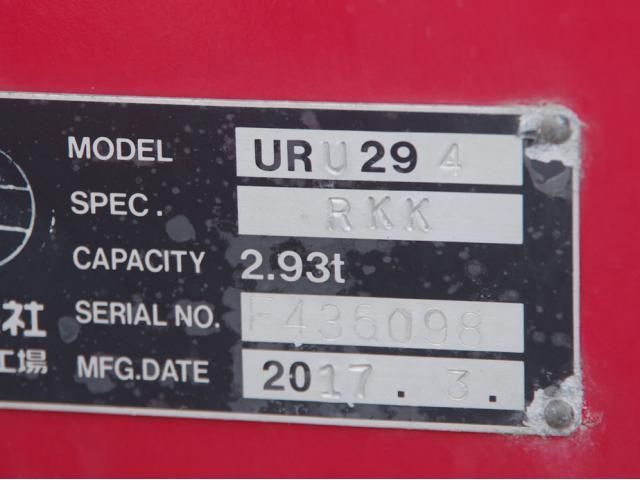 MODEL URU294
SPEC. RKK
CAPACITY 2.93t
社 SERIAL NO. F436098
工場 MFG.DATE 2017.3.